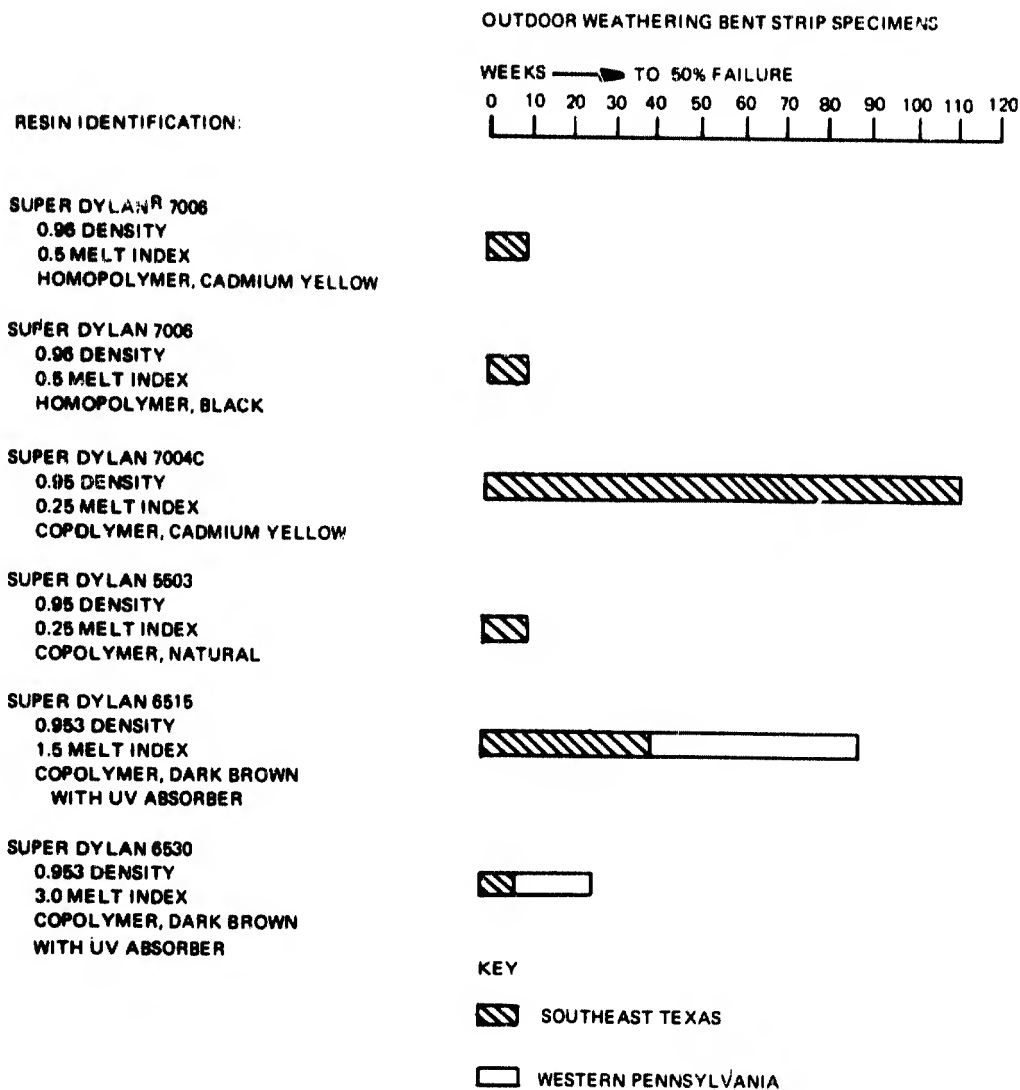 OUTDOOR WEATHERING BENT STRIP SPECIMENS
WEEKS TO 50% FAILURE
0 10 20 30 40 50 60 70 80 90 100 110 120
RESIN IDENTIFICATION:
SUPER DYLAN R 7006
0.96 DENSITY
0.5 MELT INDEX
HOMOPOLYMER, CADMIUM YELLOW
SUPER DYLAN 7006
0.96 DENSITY
0.5 MELT INDEX
HOMOPOLYMER, BLACK
SUPER DYLAN 7004C
0.95 DENSITY
0.25 MELT INDEX
COPOLYMER, CADMIUM YELLOW
SUPER DYLAN 5503
0.95 DENSITY
0.25 MELT INDEX
COPOLYMER, NATURAL
SUPER DYLAN 6515
0.953 DENSITY
1.5 MELT INDEX
COPOLYMER, DARK BROWN
WITH UV ABSORBER
SUPER DYLAN 6530
0.953 DENSITY
3.0 MELT INDEX
COPOLYMER, DARK BROWN
WITH UV ABSORBER
KEY
SOUTHEAST TEXAS
WESTERN PENNSYLVANIA